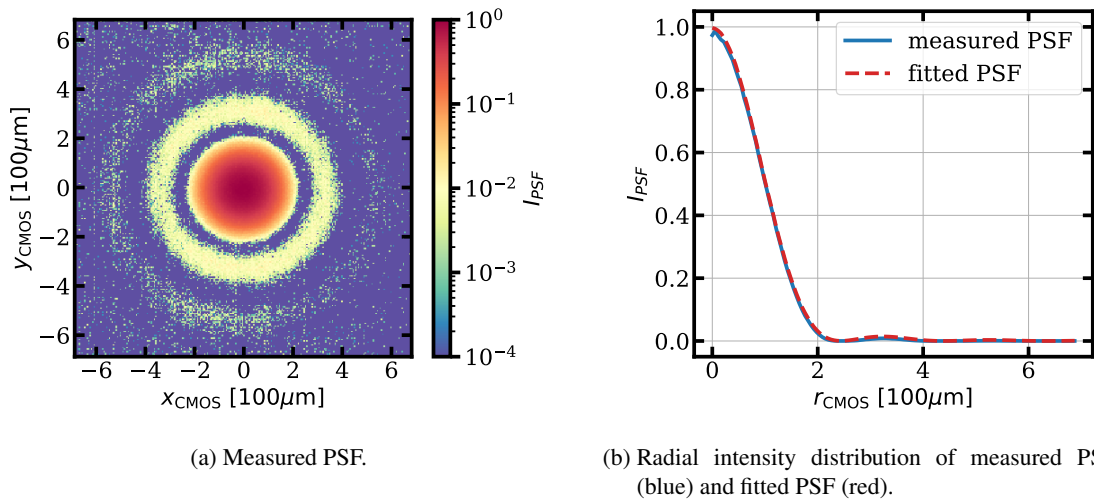 6
4
2
0
−2
−4
−6
y_CMOS [100μm]
−6 −4 −2 0 2 4 6
x_CMOS [100μm]
10^0
10^−1
10^−2
10^−3
10^−4
I_PSF
1.0
0.8
0.6
0.4
0.2
0.0
I_PSF
measured PSF
fitted PSF
0 2 4 6
r_CMOS [100μm]
(a) Measured PSF.
(b) Radial intensity distribution of measured PS
(blue) and fitted PSF (red).